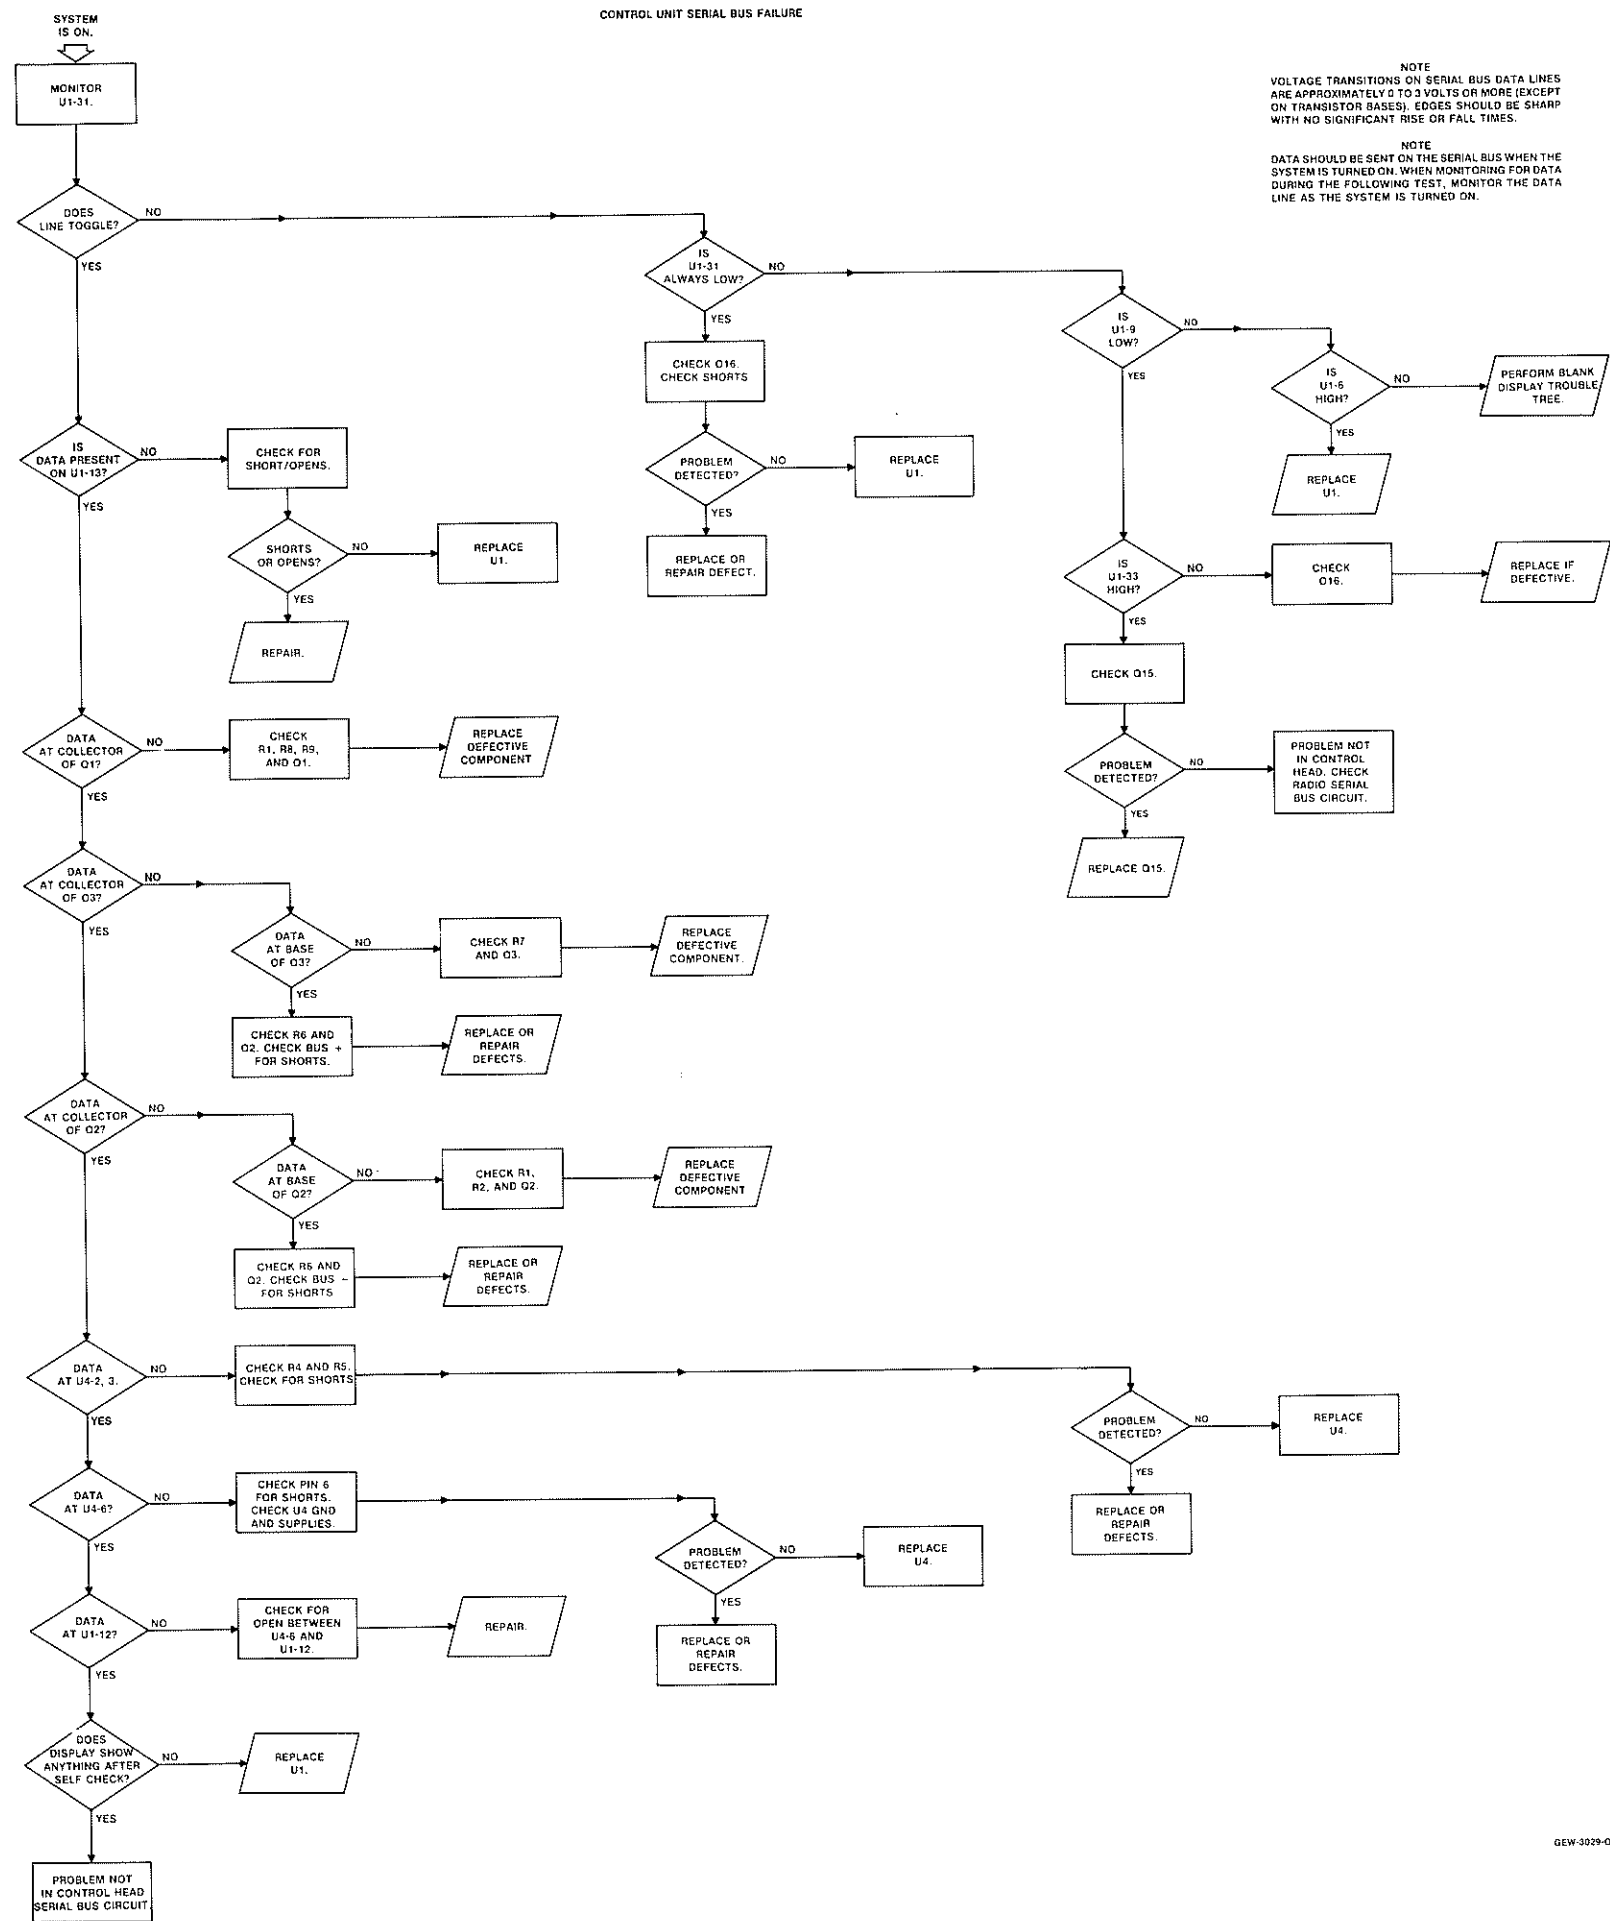 CONTROL UNIT SERIAL BUS FAILURE
SYSTEM
IS ON.
MONITOR
U1-31.
NOTE
VOLTAGE TRANSITIONS ON SERIAL BUS DATA LINES
ARE APPROXIMATELY 0 TO 3 VOLTS OR MORE (EXCEPT
ON TRANSISTOR BASES). EDGES SHOULD BE SHARP
WITH NO SIGNIFICANT RISE OR FALL TIMES.
NOTE
DATA SHOULD BE SENT ON THE SERIAL BUS WHEN THE
SYSTEM IS TURNED ON. WHEN MONITORING FOR DATA
DURING THE FOLLOWING TEST, MONITOR THE DATA
LINE AS THE SYSTEM IS TURNED ON.
DOES
LINE TOGGLE?
NO
YES
IS
U1-31
ALWAYS LOW?
NO
YES
IS
U1-9
LOW?
NO
YES
IS
U1-6
HIGH?
NO
YES
PERFORM BLANK
DISPLAY TROUBLE
TREE.
REPLACE
U1.
CHECK Q16.
CHECK SHORTS
PROBLEM
DETECTED?
NO
YES
REPLACE
U1.
REPLACE OR
REPAIR DEFECT.
IS
DATA PRESENT
ON U1-13?
NO
YES
CHECK FOR
SHORT/OPENS.
SHORTS
OR OPENS?
NO
YES
REPLACE
U1.
REPAIR.
IS
U1-33
HIGH?
NO
YES
CHECK
Q16.
REPLACE IF
DEFECTIVE.
CHECK Q15.
PROBLEM
DETECTED?
NO
YES
PROBLEM NOT
IN CONTROL
HEAD. CHECK
RADIO SERIAL
BUS CIRCUIT.
REPLACE Q15.
DATA
AT COLLECTOR
OF Q1?
NO
YES
CHECK
R1, R8, R9,
AND Q1.
REPLACE
DEFECTIVE
COMPONENT
DATA
AT COLLECTOR
OF Q3?
NO
YES
DATA
AT BASE
OF Q3?
NO
YES
CHECK R7
AND Q3.
REPLACE
DEFECTIVE
COMPONENT.
CHECK R6 AND
Q2. CHECK BUS +
FOR SHORTS.
REPLACE OR
REPAIR
DEFECTS.
DATA
AT COLLECTOR
OF Q2?
NO
YES
DATA
AT BASE
OF Q2?
NO
YES
CHECK R1,
R2, AND Q2.
REPLACE
DEFECTIVE
COMPONENT
CHECK R6 AND
Q2. CHECK BUS -
FOR SHORTS
REPLACE OR
REPAIR
DEFECTS.
DATA
AT U4-2, 3.
NO
YES
CHECK R4 AND R5.
CHECK FOR SHORTS
PROBLEM
DETECTED?
NO
YES
REPLACE
U4.
REPLACE OR
REPAIR
DEFECTS.
DATA
AT U4-6?
NO
YES
CHECK PIN 6
FOR SHORTS.
CHECK U4 GND
AND SUPPLIES.
PROBLEM
DETECTED?
NO
YES
REPLACE
U4.
REPLACE OR
REPAIR
DEFECTS.
DATA
AT U1-12?
NO
YES
CHECK FOR
OPEN BETWEEN
U4-6 AND
U1-12.
REPAIR.
DOES
DISPLAY SHOW
ANYTHING AFTER
SELF CHECK?
NO
YES
REPLACE
U1.
PROBLEM NOT
IN CONTROL HEAD
SERIAL BUS CIRCUIT
GEW-3029-O